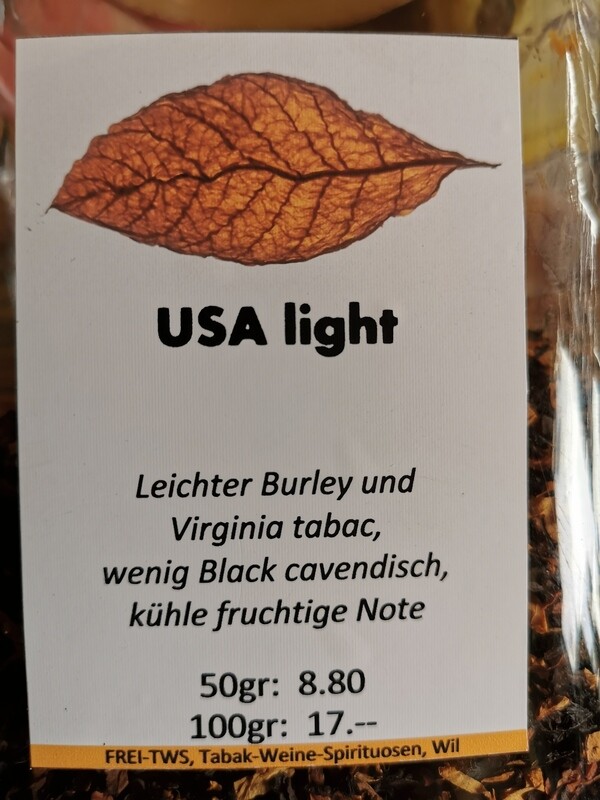 USA light
Leichter Burley und
Virginia tabac,
wenig Black cavendisch,
kühle fruchtige Note
50gr: 8.80
100gr: 17.--
FREI-TWS, Tabak-Weine-Spirituosen, Wil